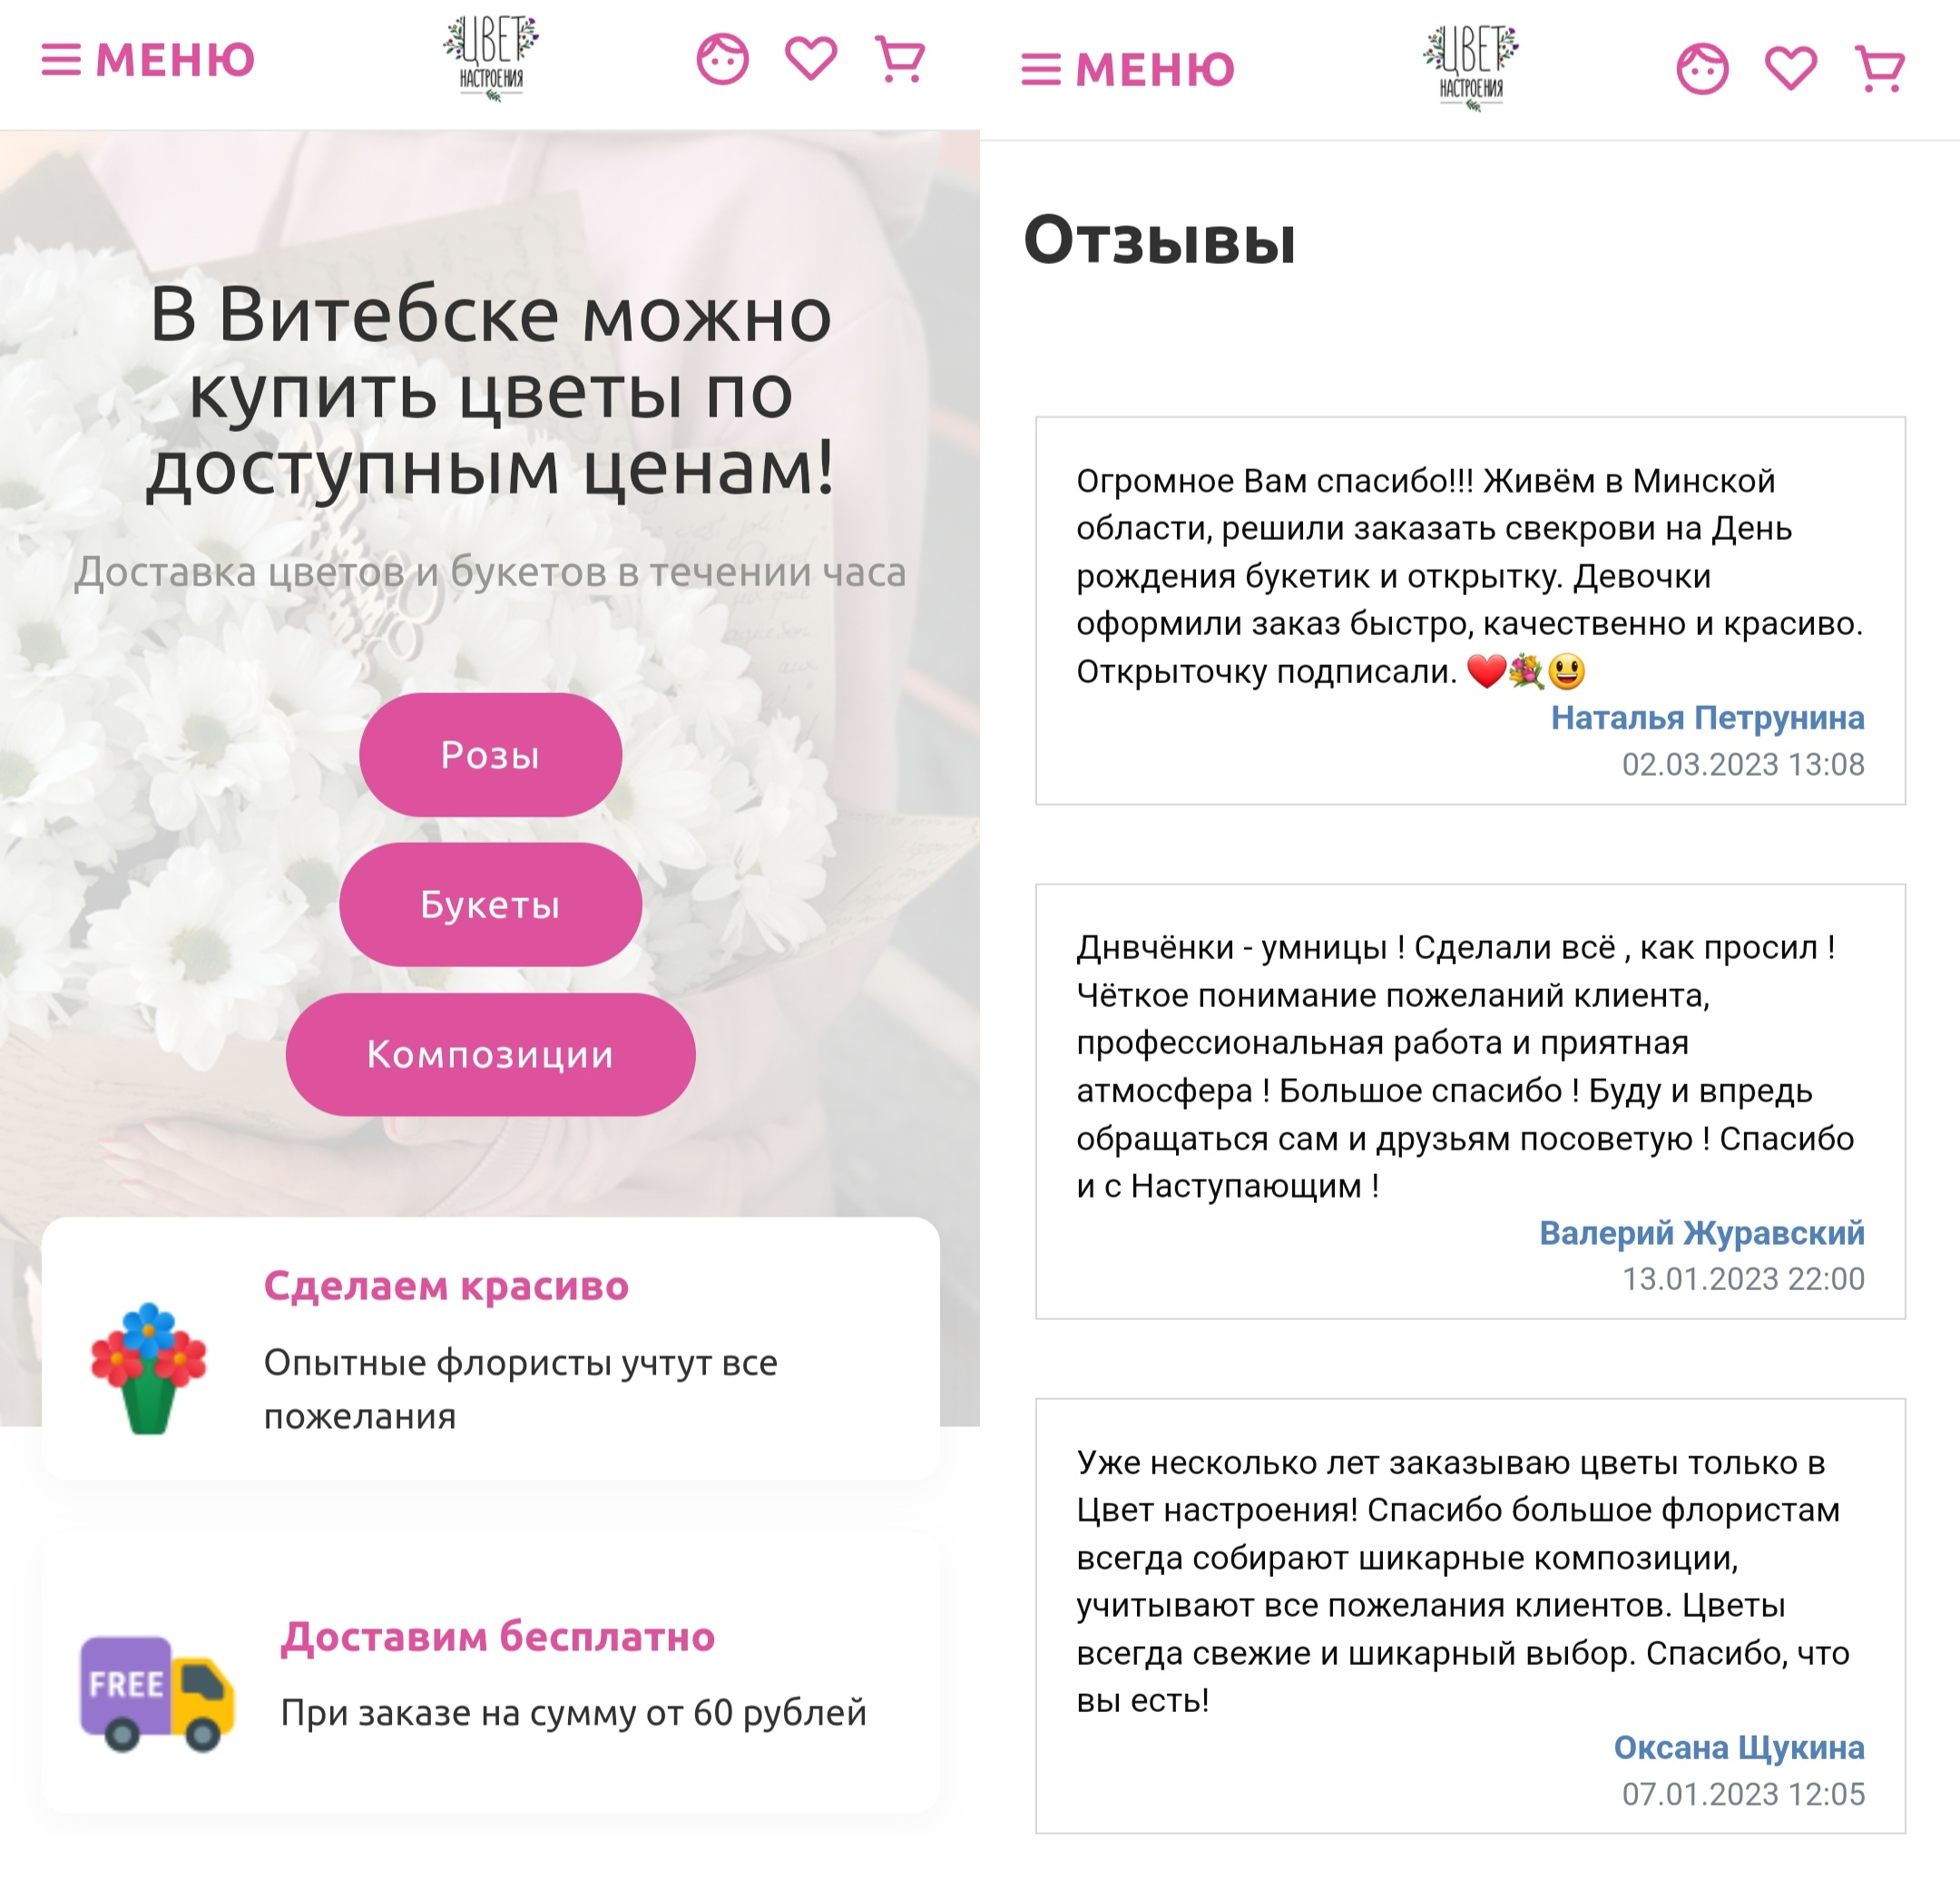 МЕНЮ
ЦВЕТ
НАСТРОЕНИЯ
В Витебске можно
купить цветы по
доступным ценам!
Доставка цветов и букетов в течении часа
Розы
Букеты
Композиции
Сделаем красиво
Опытные флористы учтут все
пожелания
FREE
Доставим бесплатно
При заказе на сумму от 60 рублей
МЕНЮ
ЦВЕТ
НАСТРОЕНИЯ
Отзывы
Огромное Вам спасибо!!! Живём в Минской
области, решили заказать свекрови на День
рождения букетик и открытку. Девочки
оформили заказ быстро, качественно и красиво.
Открыточку подписали. ❤️💐😃
Наталья Петрунина
02.03.2023 13:08
Днвчёнки - умницы ! Сделали всё , как просил !
Чёткое понимание пожеланий клиента,
профессиональная работа и приятная
атмосфера ! Большое спасибо ! Буду и впредь
обращаться сам и друзьям посоветую ! Спасибо
и с Наступающим !
Валерий Журавский
13.01.2023 22:00
Уже несколько лет заказываю цветы только в
Цвет настроения! Спасибо большое флористам
всегда собирают шикарные композиции,
учитывают все пожелания клиентов. Цветы
всегда свежие и шикарный выбор. Спасибо, что
вы есть!
Оксана Щукина
07.01.2023 12:05